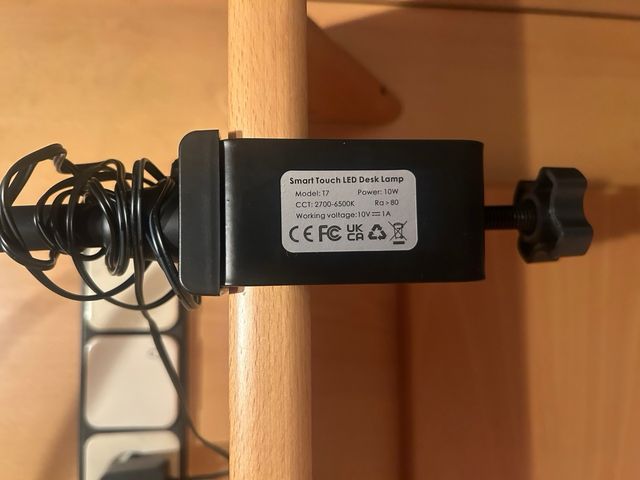 Smart Touch LED Desk Lamp
Model: T7 Power: 10W
CCT: 2700-6500K Ra>80
Working voltage:10V⎓1A
CE FC UK CA